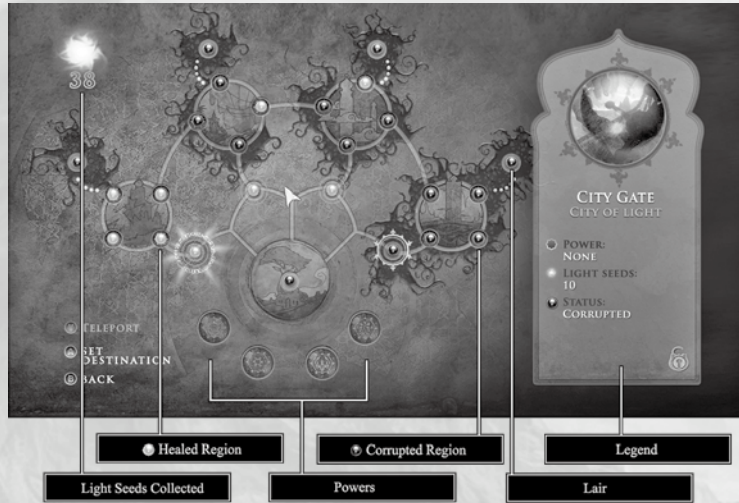 38
CITY GATE
CITY OF LIGHT
POWER:
NONE
LIGHT SEEDS:
10
STATUS:
CORRUPTED
TELEPORT
SET
DESTINATION
BACK
Healed Region
Corrupted Region
Legend
Light Seeds Collected
Powers
Lair